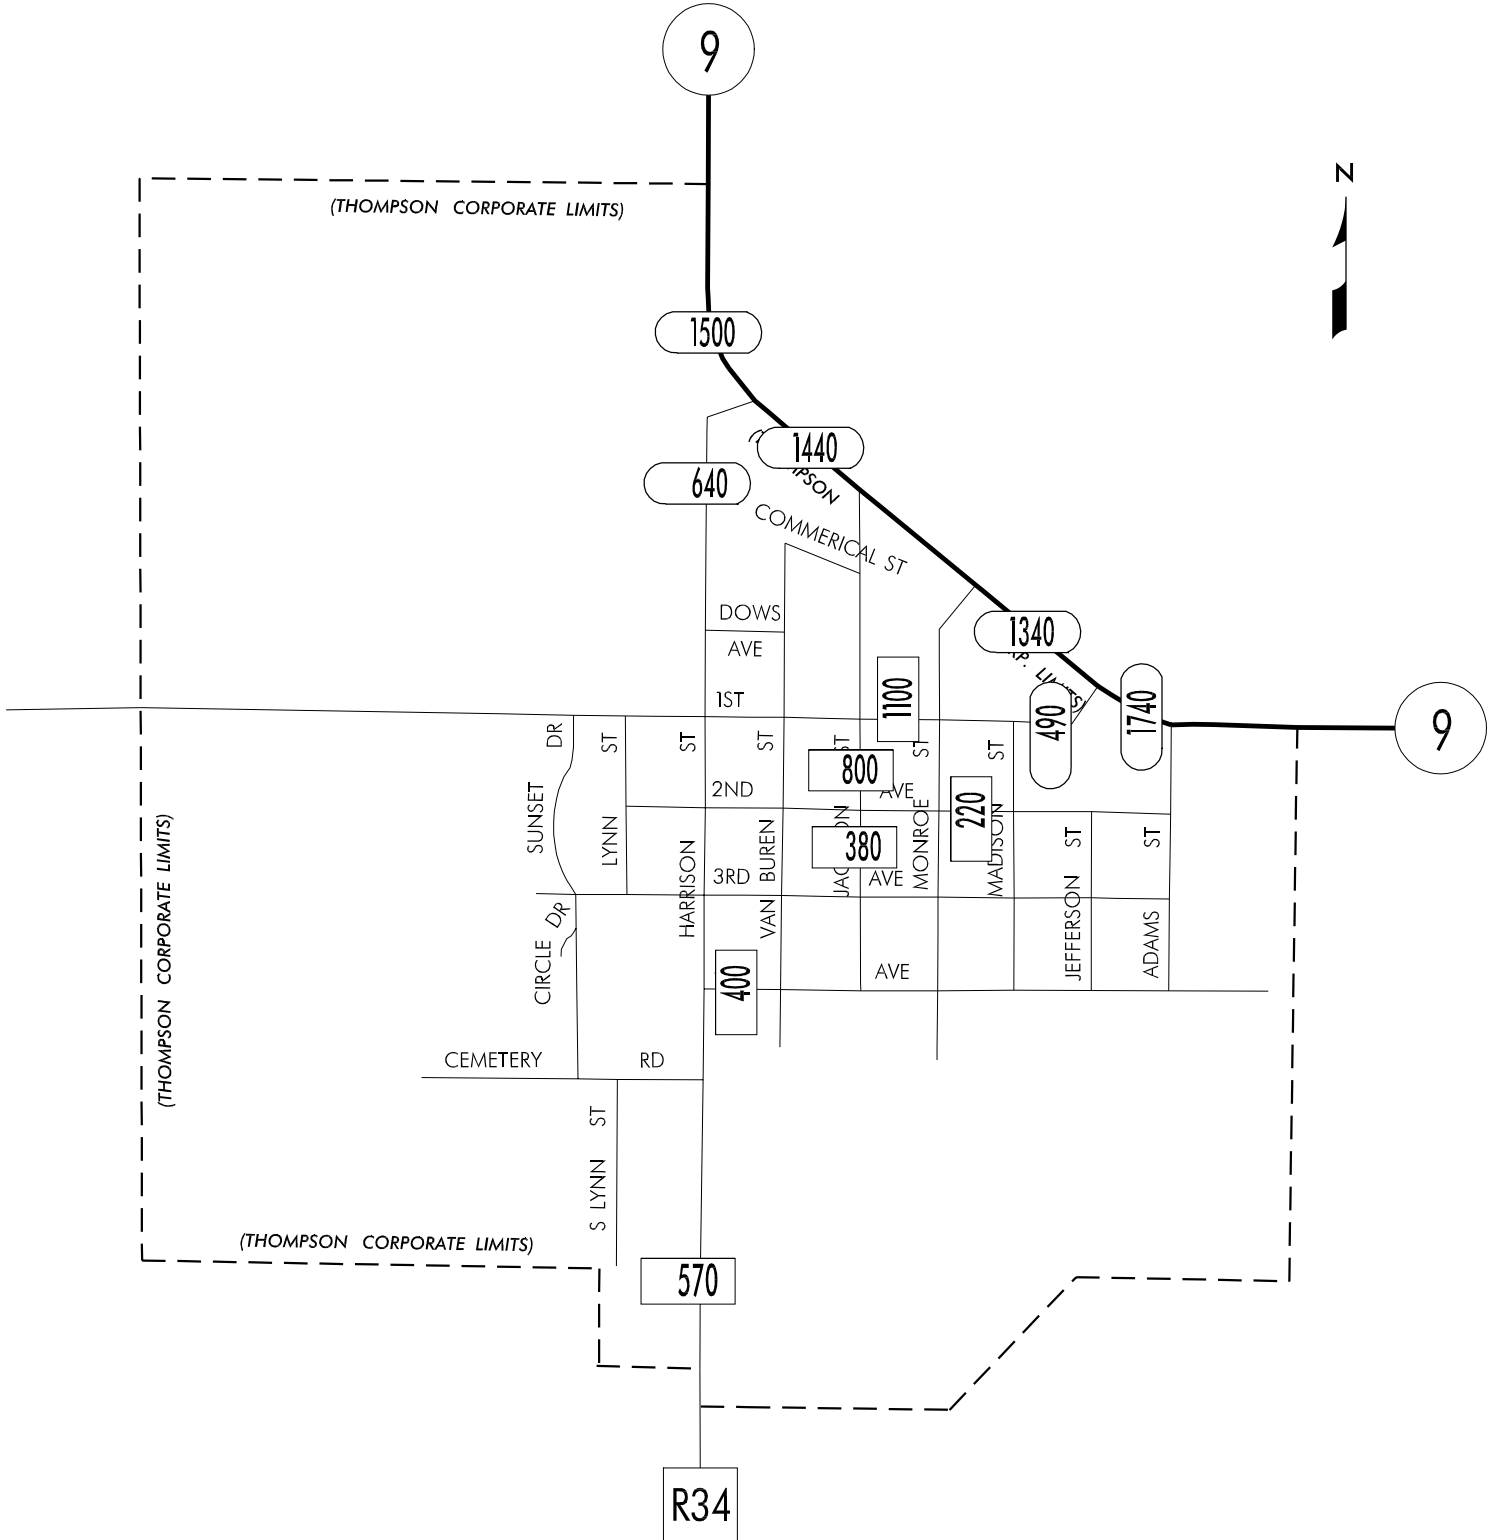 9
N
(THOMPSON CORPORATE LIMITS)
1500
1440
640
COMMERICAL ST
DOWS
AVE
1340
1ST
1100
490
1740
9
SUNSET DR
LYNN ST
HARRISON ST
VAN BUREN ST
800
MONROE ST
MADISON ST
2ND AVE
220
380
3RD AVE
JEFFERSON ST
ADAMS ST
(THOMPSON CORPORATE LIMITS)
CIRCLE DR
400
AVE
CEMETERY RD
S LYNN ST
(THOMPSON CORPORATE LIMITS)
570
R34